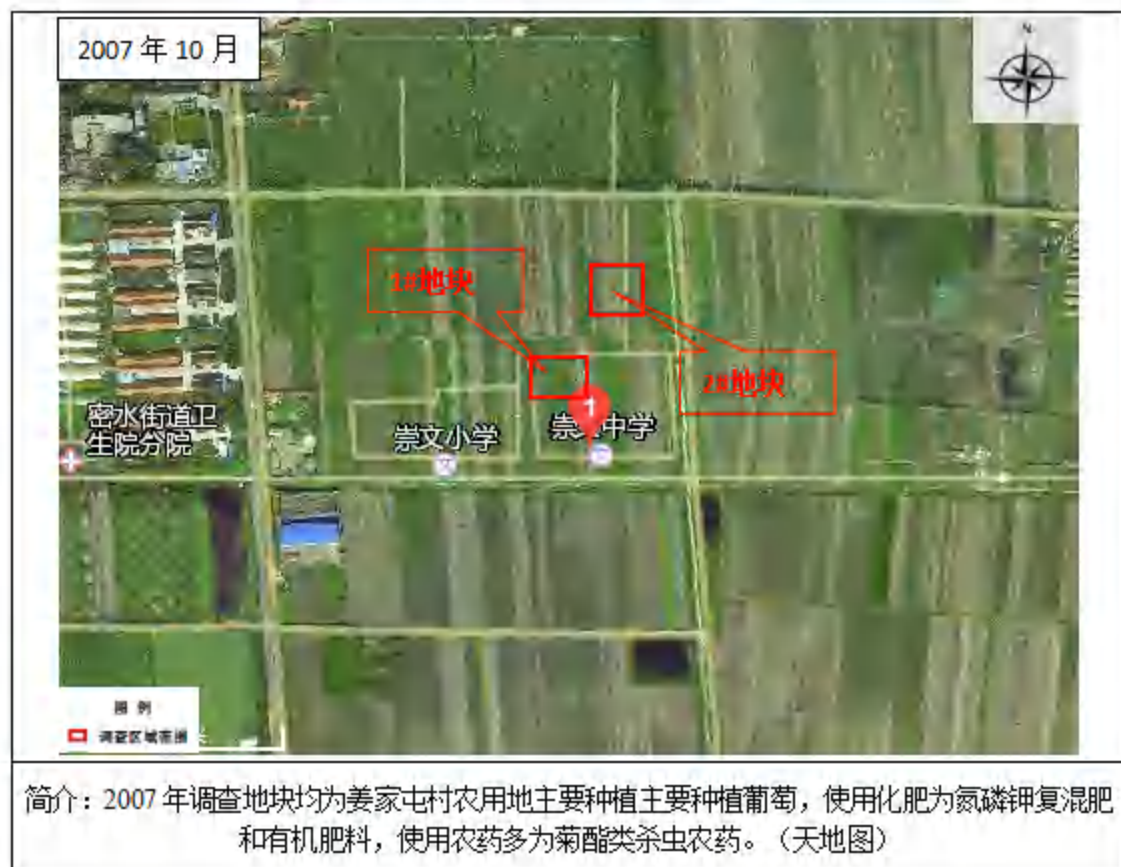 2007 年 10 月
N
1#地块
2#地块
密水街道卫
生院分院
崇文小学
文
1
崇文中学
图 例
调查区域范围
简介：2007 年调查地块均为姜家屯村农用地主要种植主要种植葡萄，使用化肥为氮磷钾复混肥
和有机肥料，使用农药多为菊酯类杀虫农药。（天地图）